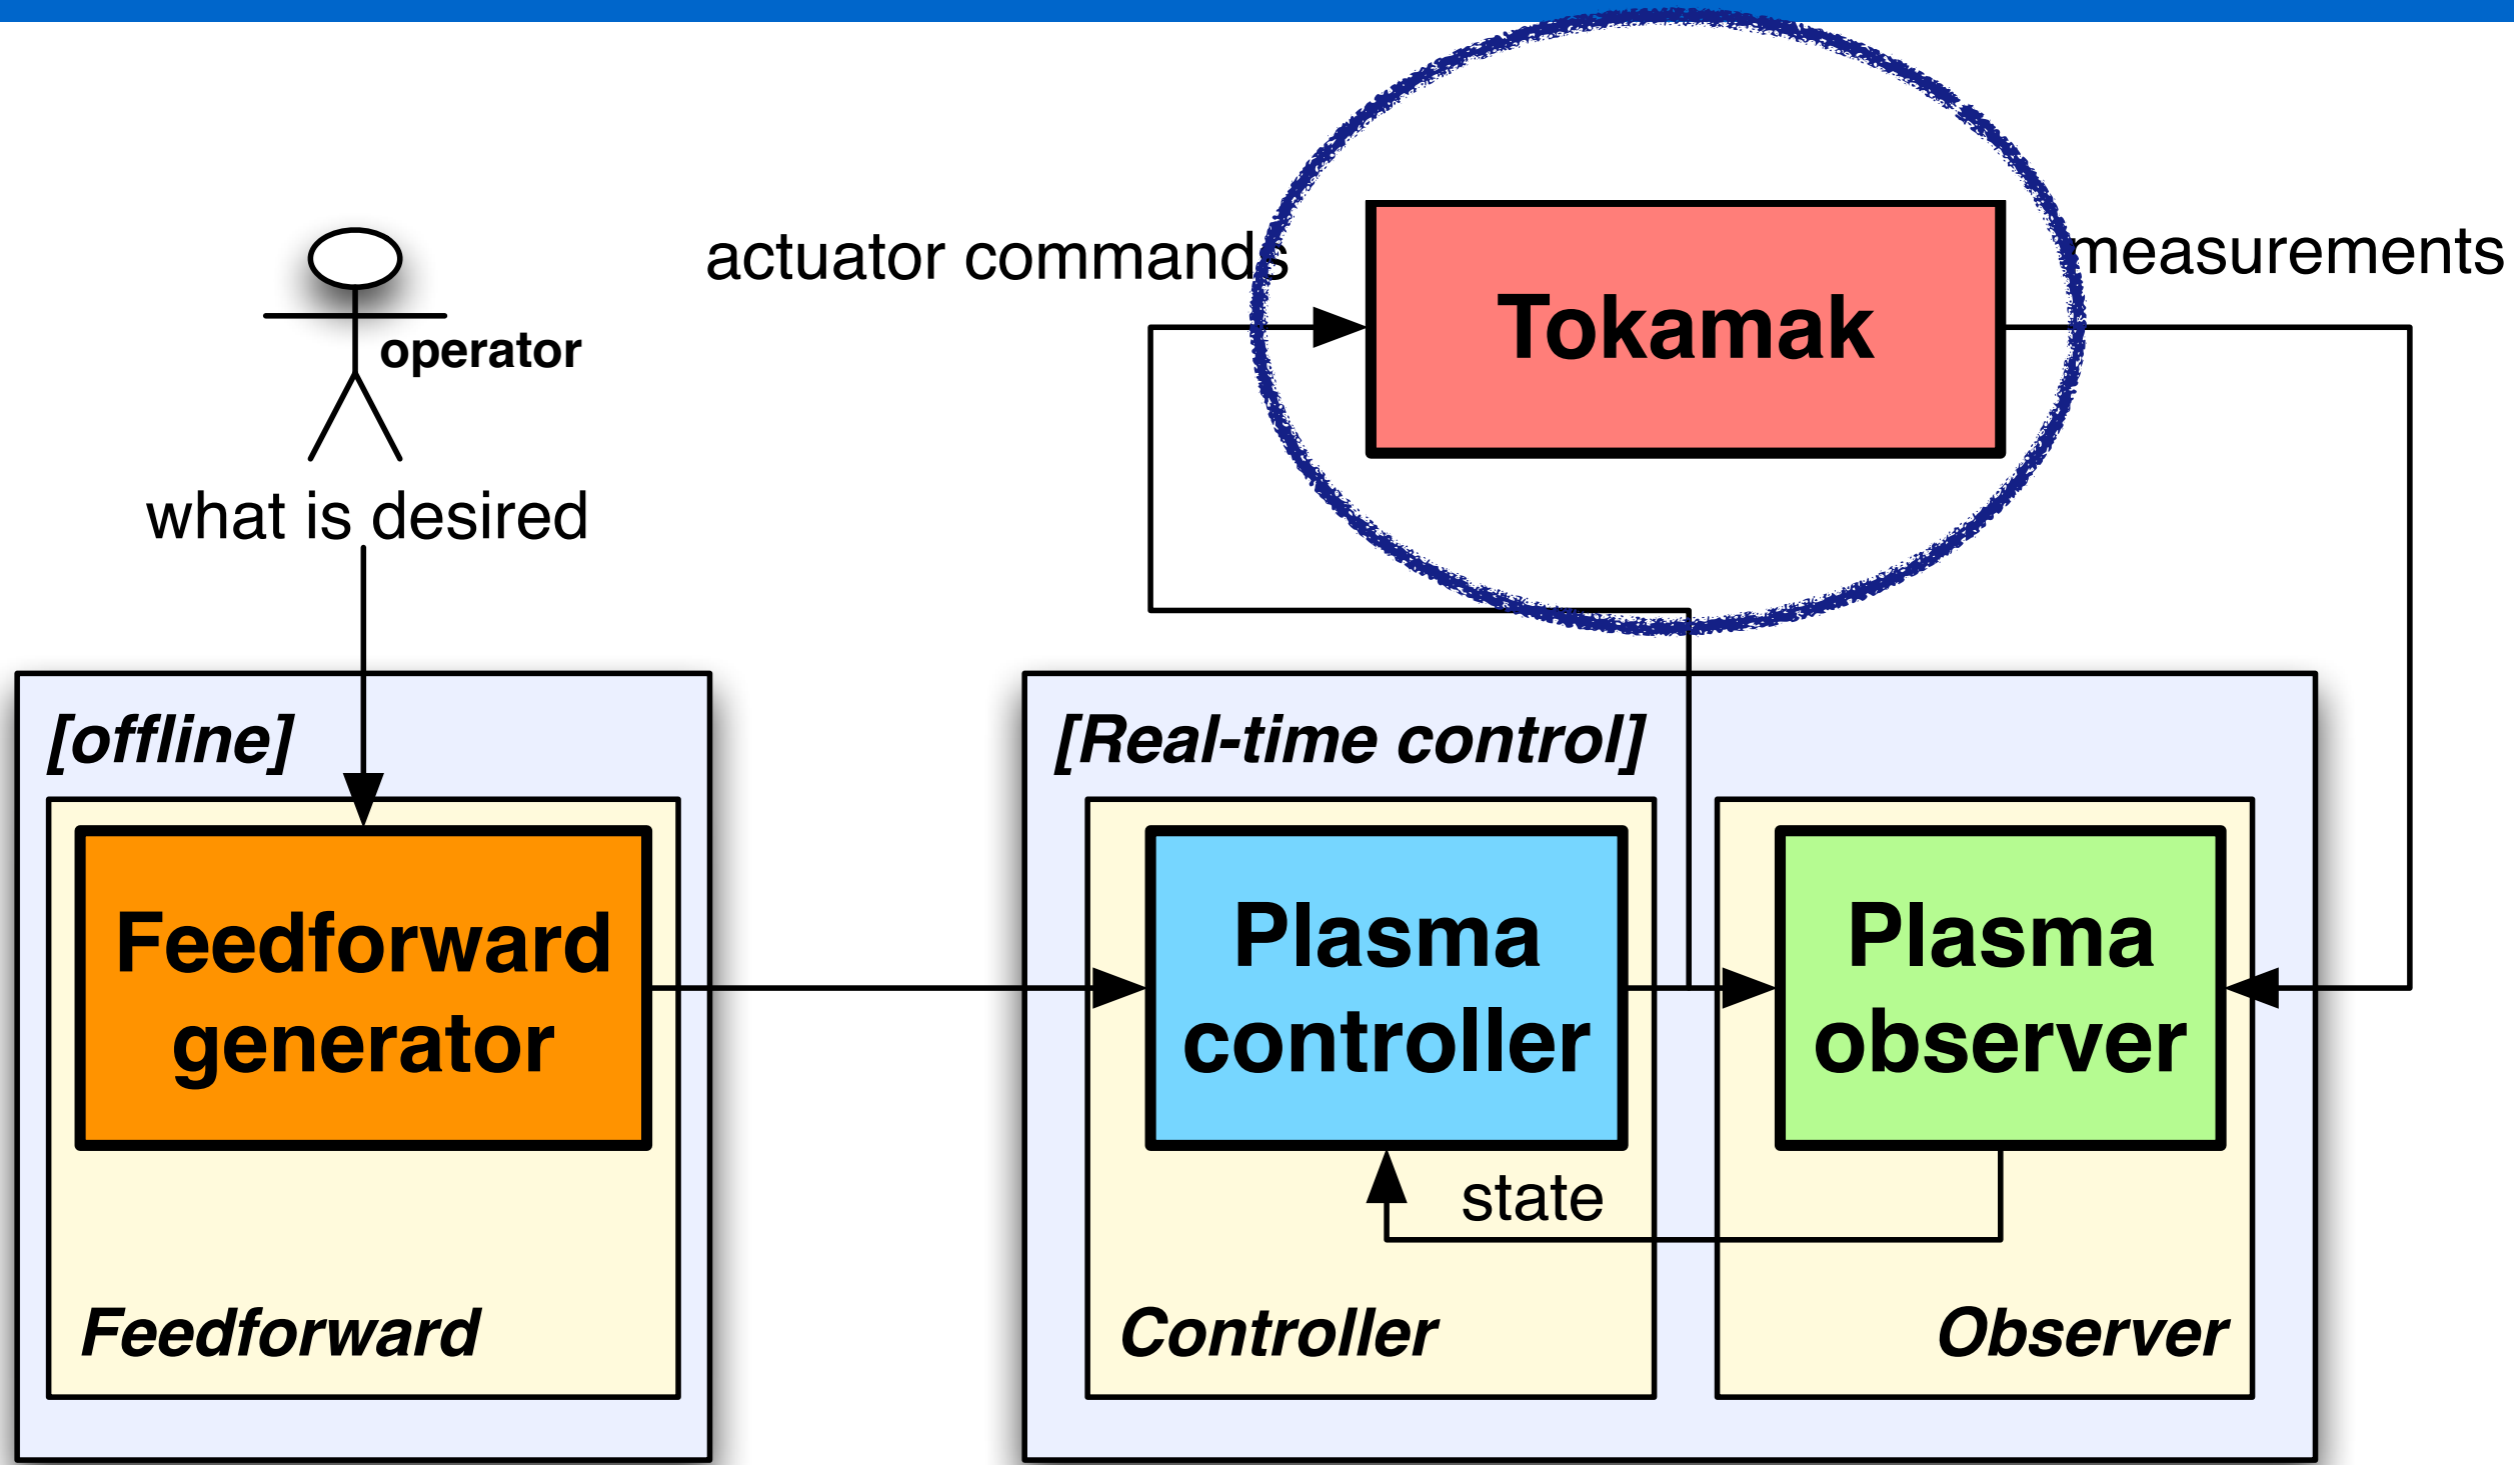 actuator commands
measurements
Tokamak
operator
what is desired
[offline]
[Real-time control]
Feedforward
generator
Plasma
controller
Plasma
observer
state
Feedforward
Controller
Observer